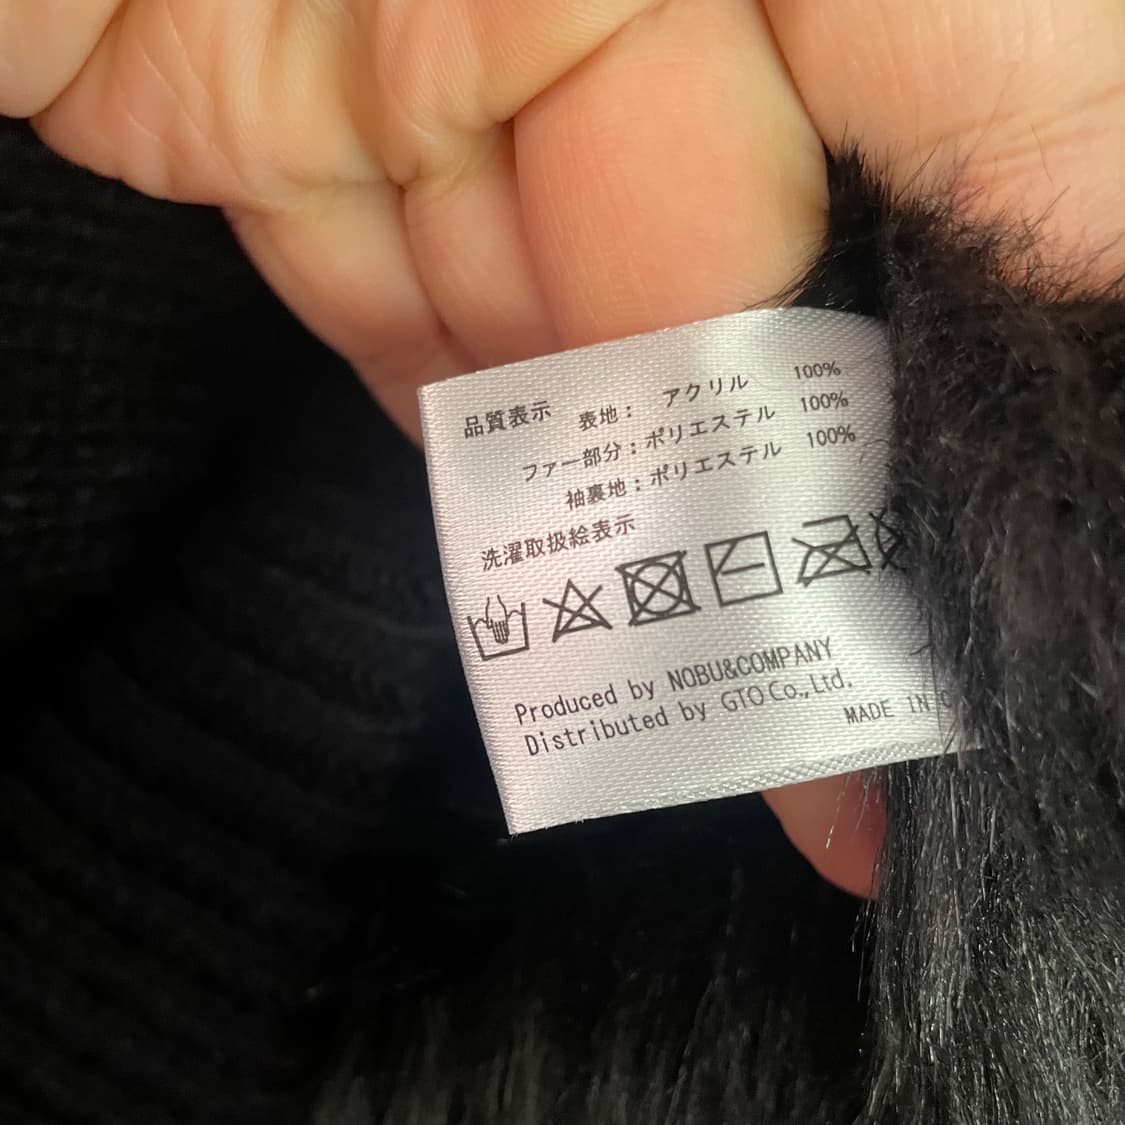 品質表示 表地： アクリル 100%
ファー部分：ポリエステル 100%
袖裏地：ポリエステル 100%
洗濯取扱絵表示
Produced by NOBU&COMPANY
Distributed by GTO Co.,Ltd.
MADE IN